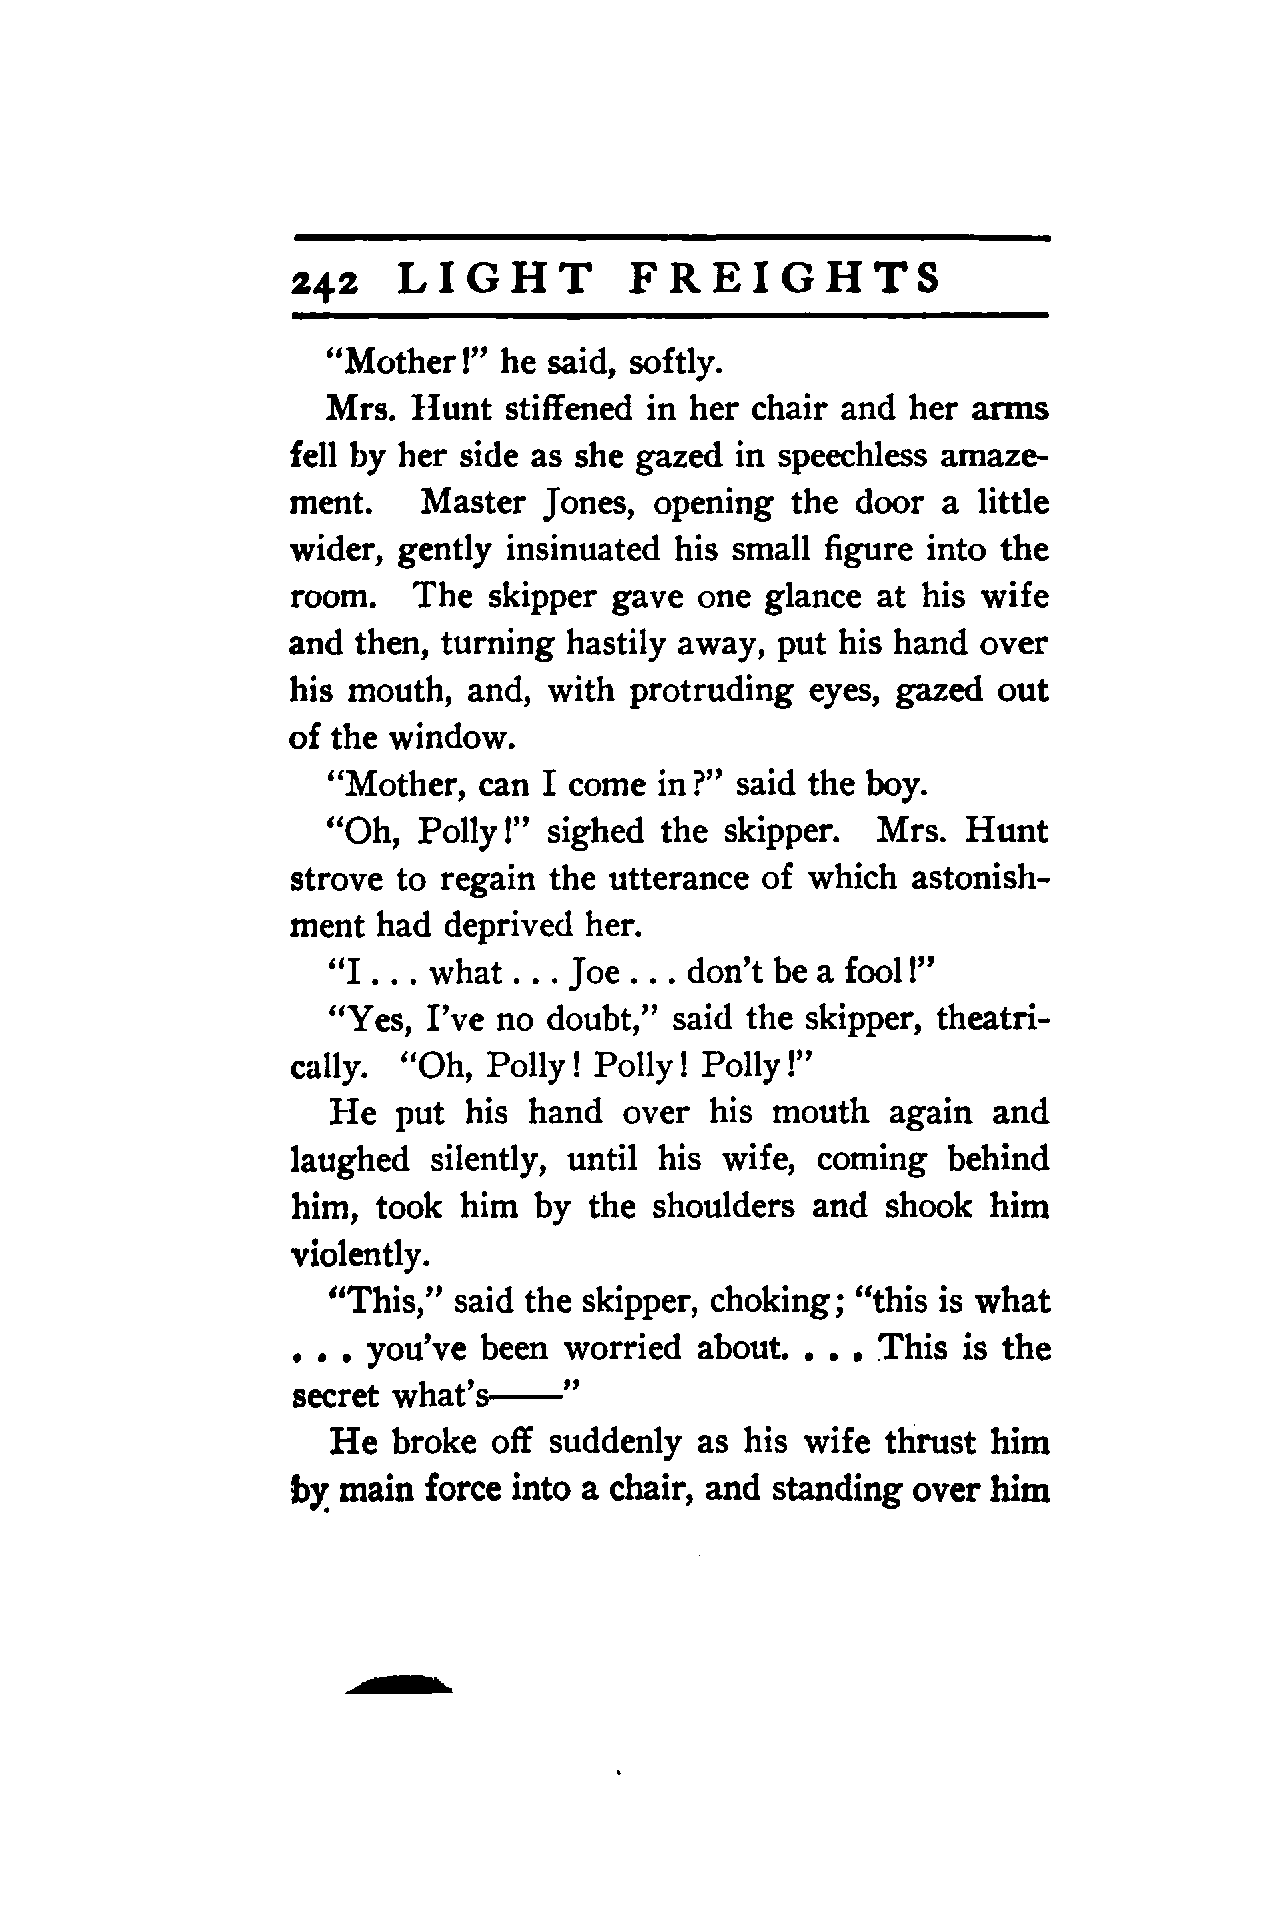 242 LIGHT FREIGHTS
“Mother!” he said, softly.
Mrs. Hunt stiffened in her chair and her arms
fell by her side as she gazed in speechless amaze-
ment. Master Jones, opening the door a little
wider, gently insinuated his small figure into the
room. The skipper gave one glance at his wife
and then, turning hastily away, put his hand over
his mouth, and, with protruding eyes, gazed out
of the window.
“Mother, can I come in?” said the boy.
“Oh, Polly!” sighed the skipper. Mrs. Hunt
strove to regain the utterance of which astonish-
ment had deprived her.
“I . . . what . . . Joe . . . don’t be a fool!”
“Yes, I’ve no doubt,” said the skipper, theatri-
cally. “Oh, Polly! Polly! Polly!”
He put his hand over his mouth again and
laughed silently, until his wife, coming behind
him, took him by the shoulders and shook him
violently.
“This,” said the skipper, choking; “this is what
. . . you’ve been worried about. . . . This is the
secret what’s——”
He broke off suddenly as his wife thrust him
by main force into a chair, and standing over him